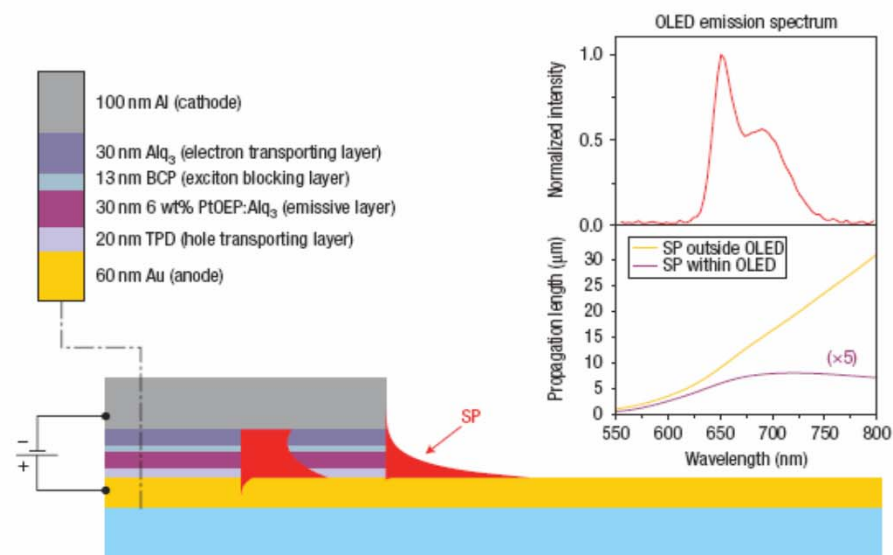 100 nm Al (cathode)
30 nm Alq₃ (electron transporting layer)
13 nm BCP (exciton blocking layer)
30 nm 6 wt% PtOEP:Alq₃ (emissive layer)
20 nm TPD (hole transporting layer)
60 nm Au (anode)
–
+
SP
OLED emission spectrum
Normalized intensity
1.0
0.5
0.0
Propagation length (μm)
SP outside OLED
SP within OLED
30
25
20
15
10
5
0
(×5)
550 600 650 700 750 800
Wavelength (nm)